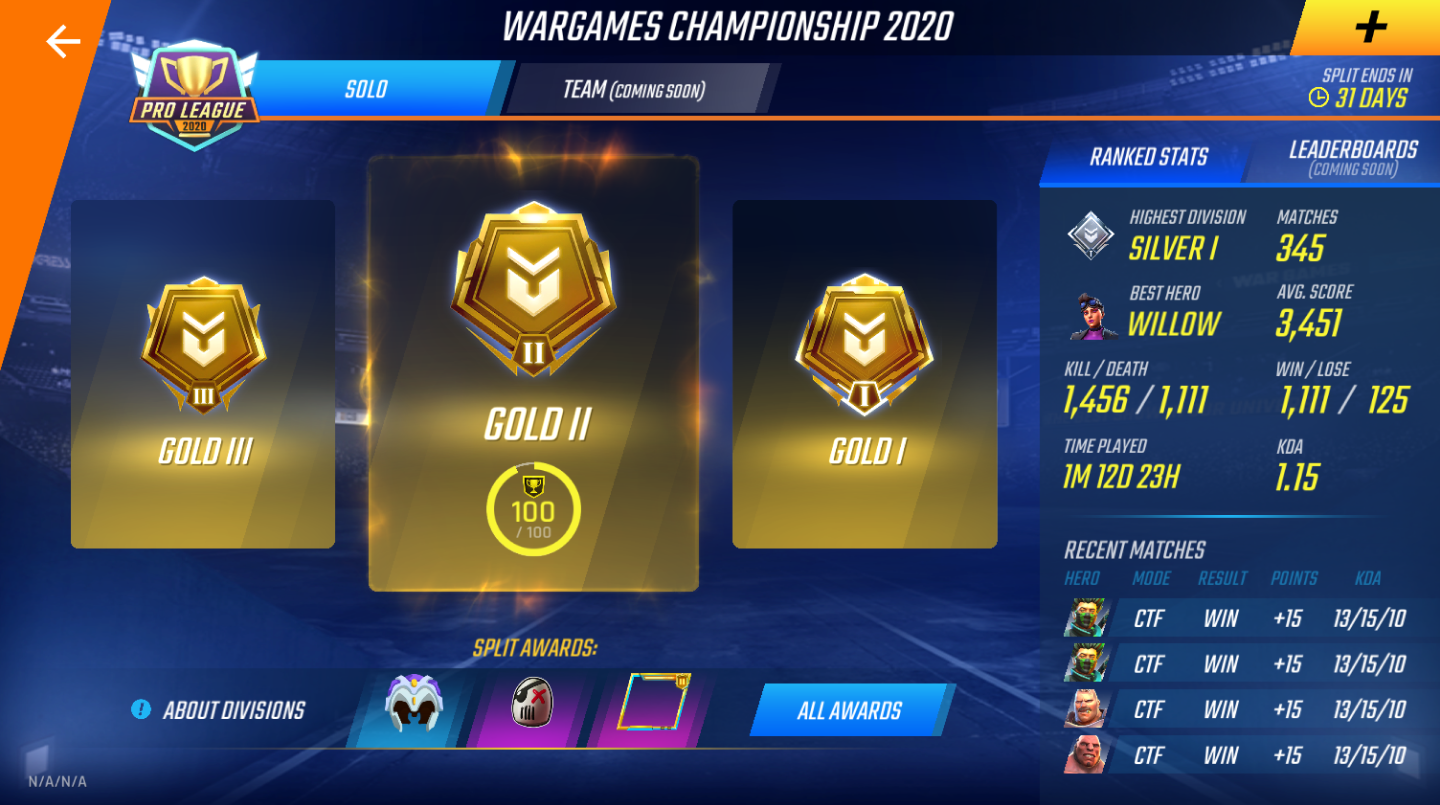 WARGAMES CHAMPIONSHIP 2020
+
PRO LEAGUE
2020
SOLO
TEAM (COMING SOON)
SPLIT ENDS IN
31 DAYS
RANKED STATS
LEADERBOARDS
(COMING SOON)
III
GOLD III
II
GOLD II
100
/ 100
I
GOLD I
HIGHEST DIVISION
SILVER I
MATCHES
345
BEST HERO
WILLOW
AVG. SCORE
3,451
KILL / DEATH
1,456 / 1,111
WIN / LOSE
1,111 / 125
TIME PLAYED
1M 12D 23H
KDA
1.15
RECENT MATCHES
HERO MODE RESULT POINTS KDA
CTF WIN +15 13/15/10
CTF WIN +15 13/15/10
CTF WIN +15 13/15/10
CTF WIN +15 13/15/10
SPLIT AWARDS:
! ABOUT DIVISIONS
II
ALL AWARDS
N/A/N/A